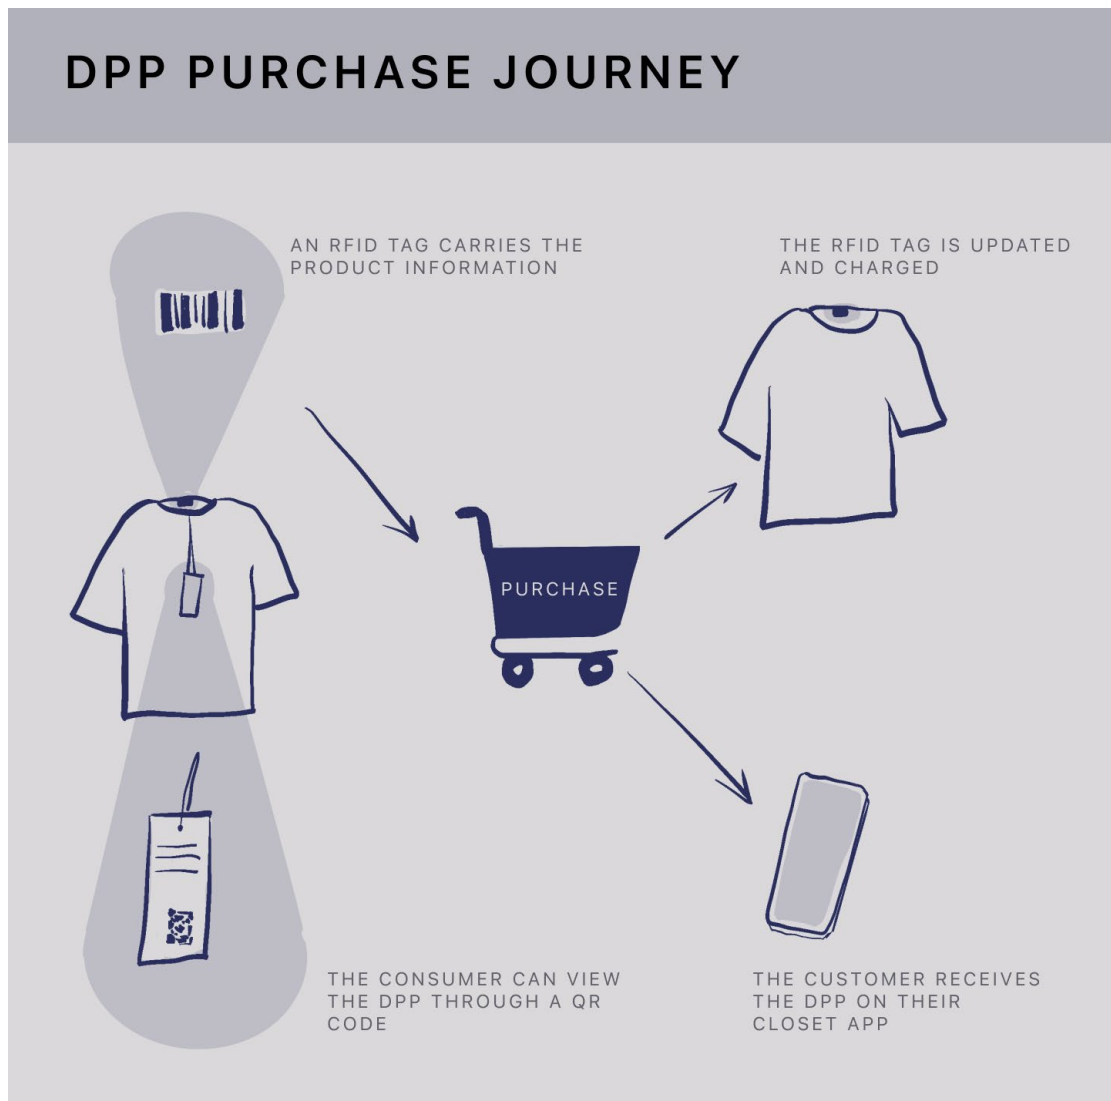 DPP PURCHASE JOURNEY
AN RFID TAG CARRIES THE
PRODUCT INFORMATION
THE RFID TAG IS UPDATED
AND CHARGED
PURCHASE
THE CONSUMER CAN VIEW
THE DPP THROUGH A QR
CODE
THE CUSTOMER RECEIVES
THE DPP ON THEIR
CLOSET APP